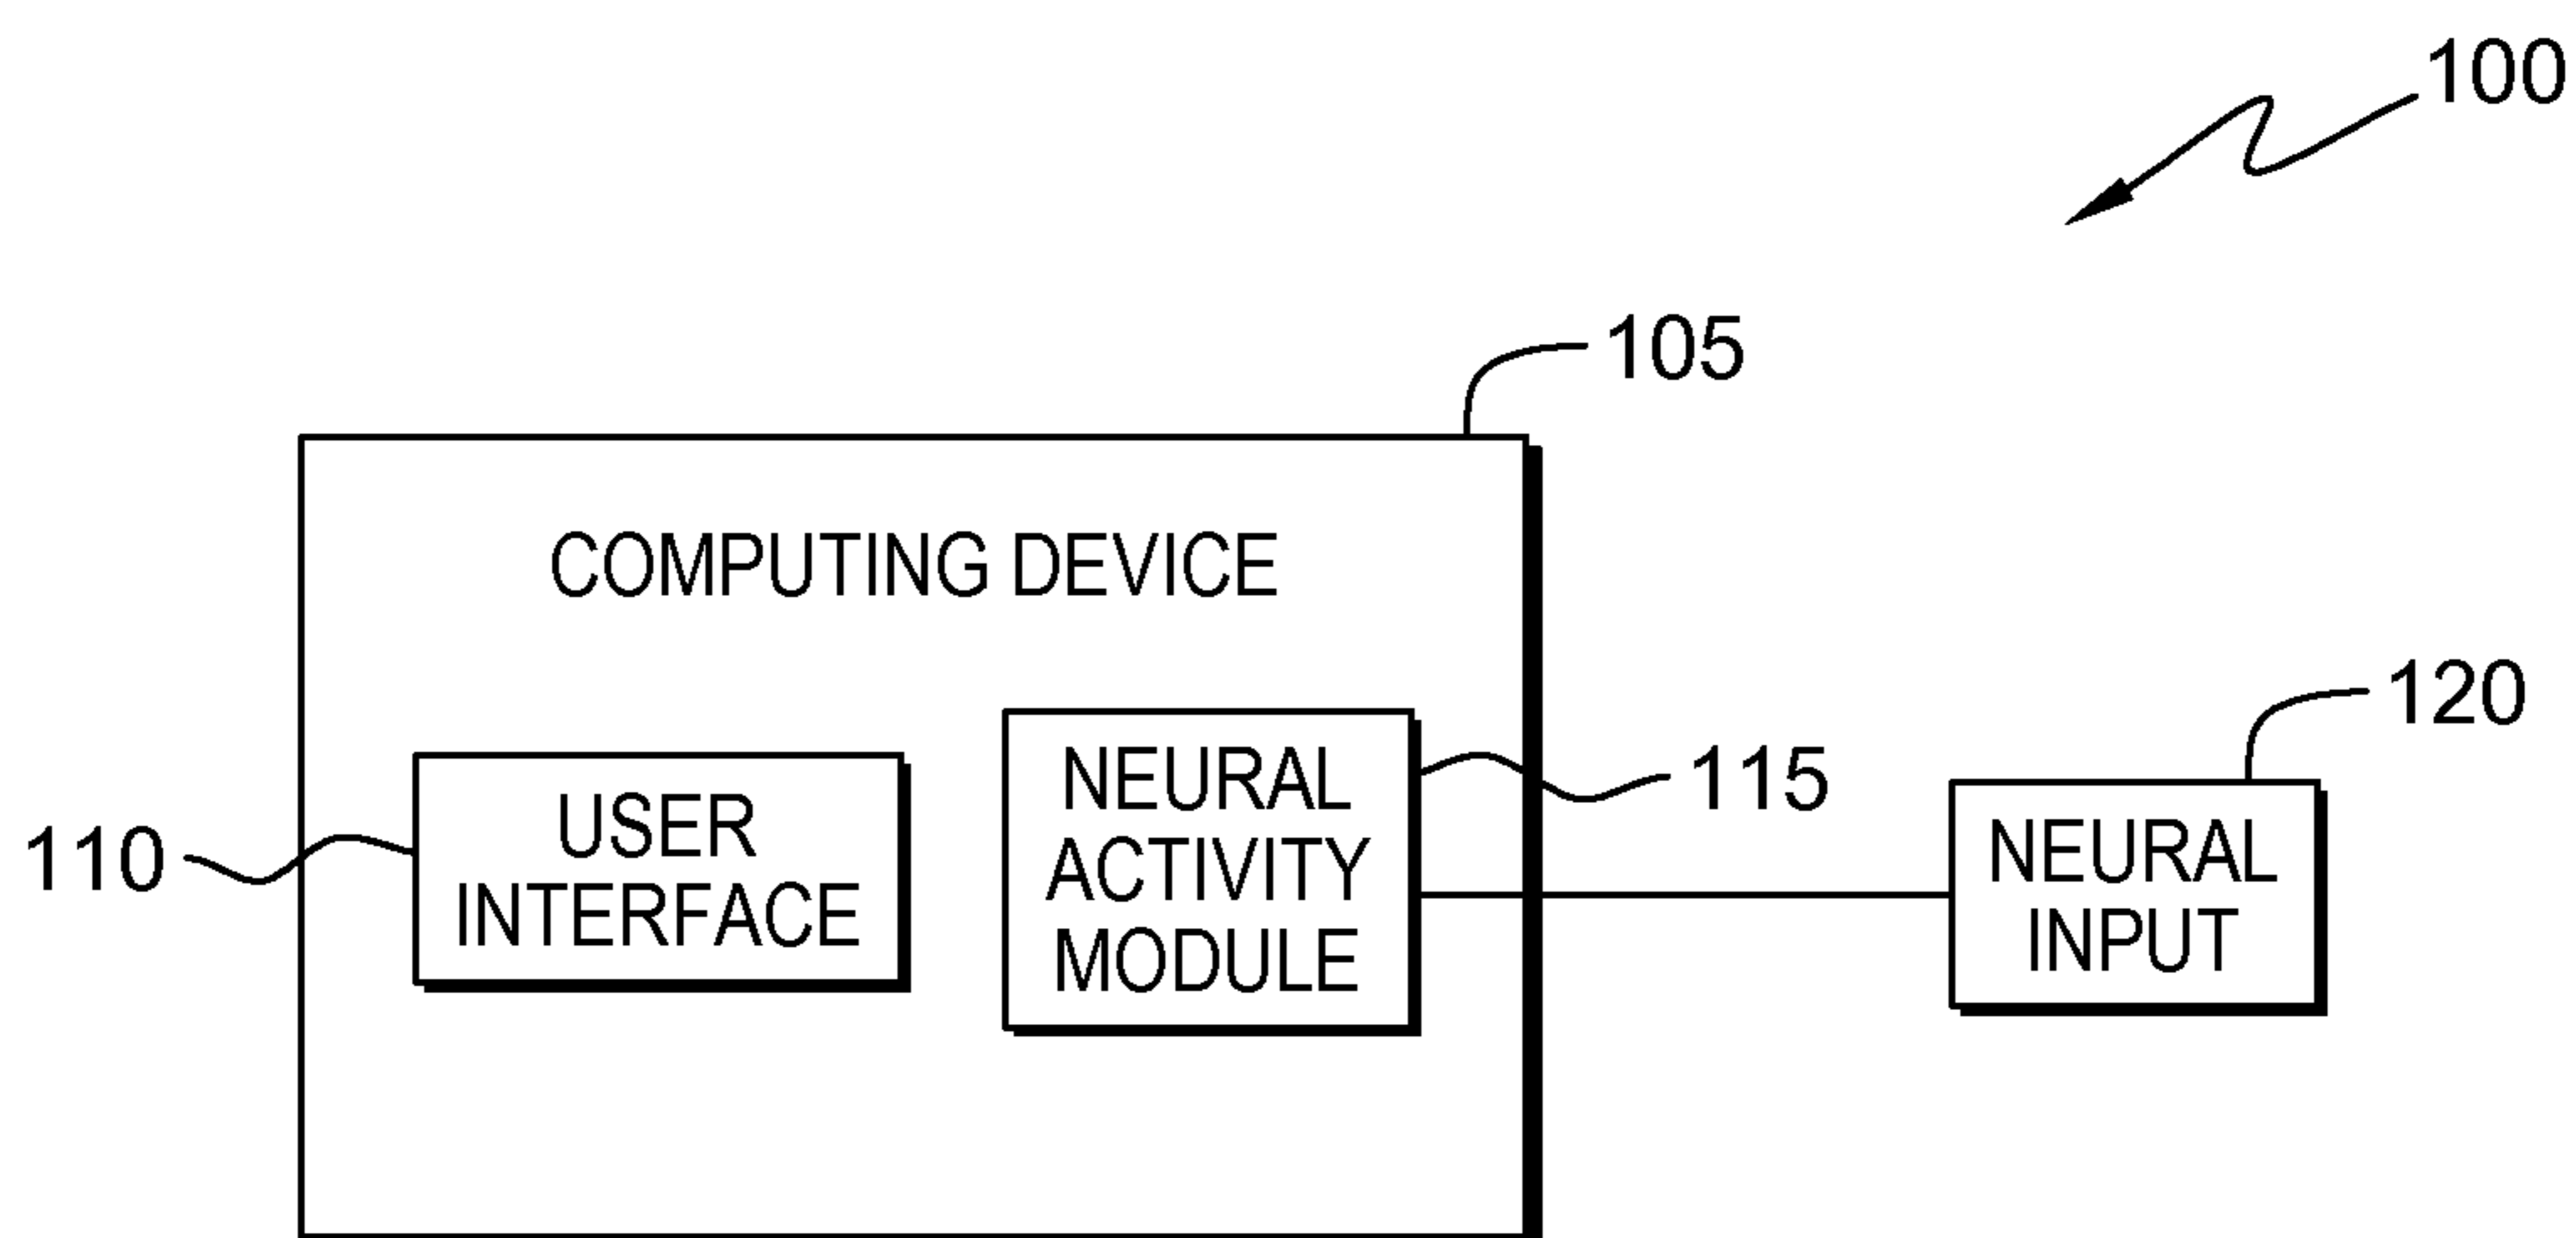 100
105
COMPUTING DEVICE
110
USER
INTERFACE
NEURAL
ACTIVITY
MODULE
115
120
NEURAL
INPUT